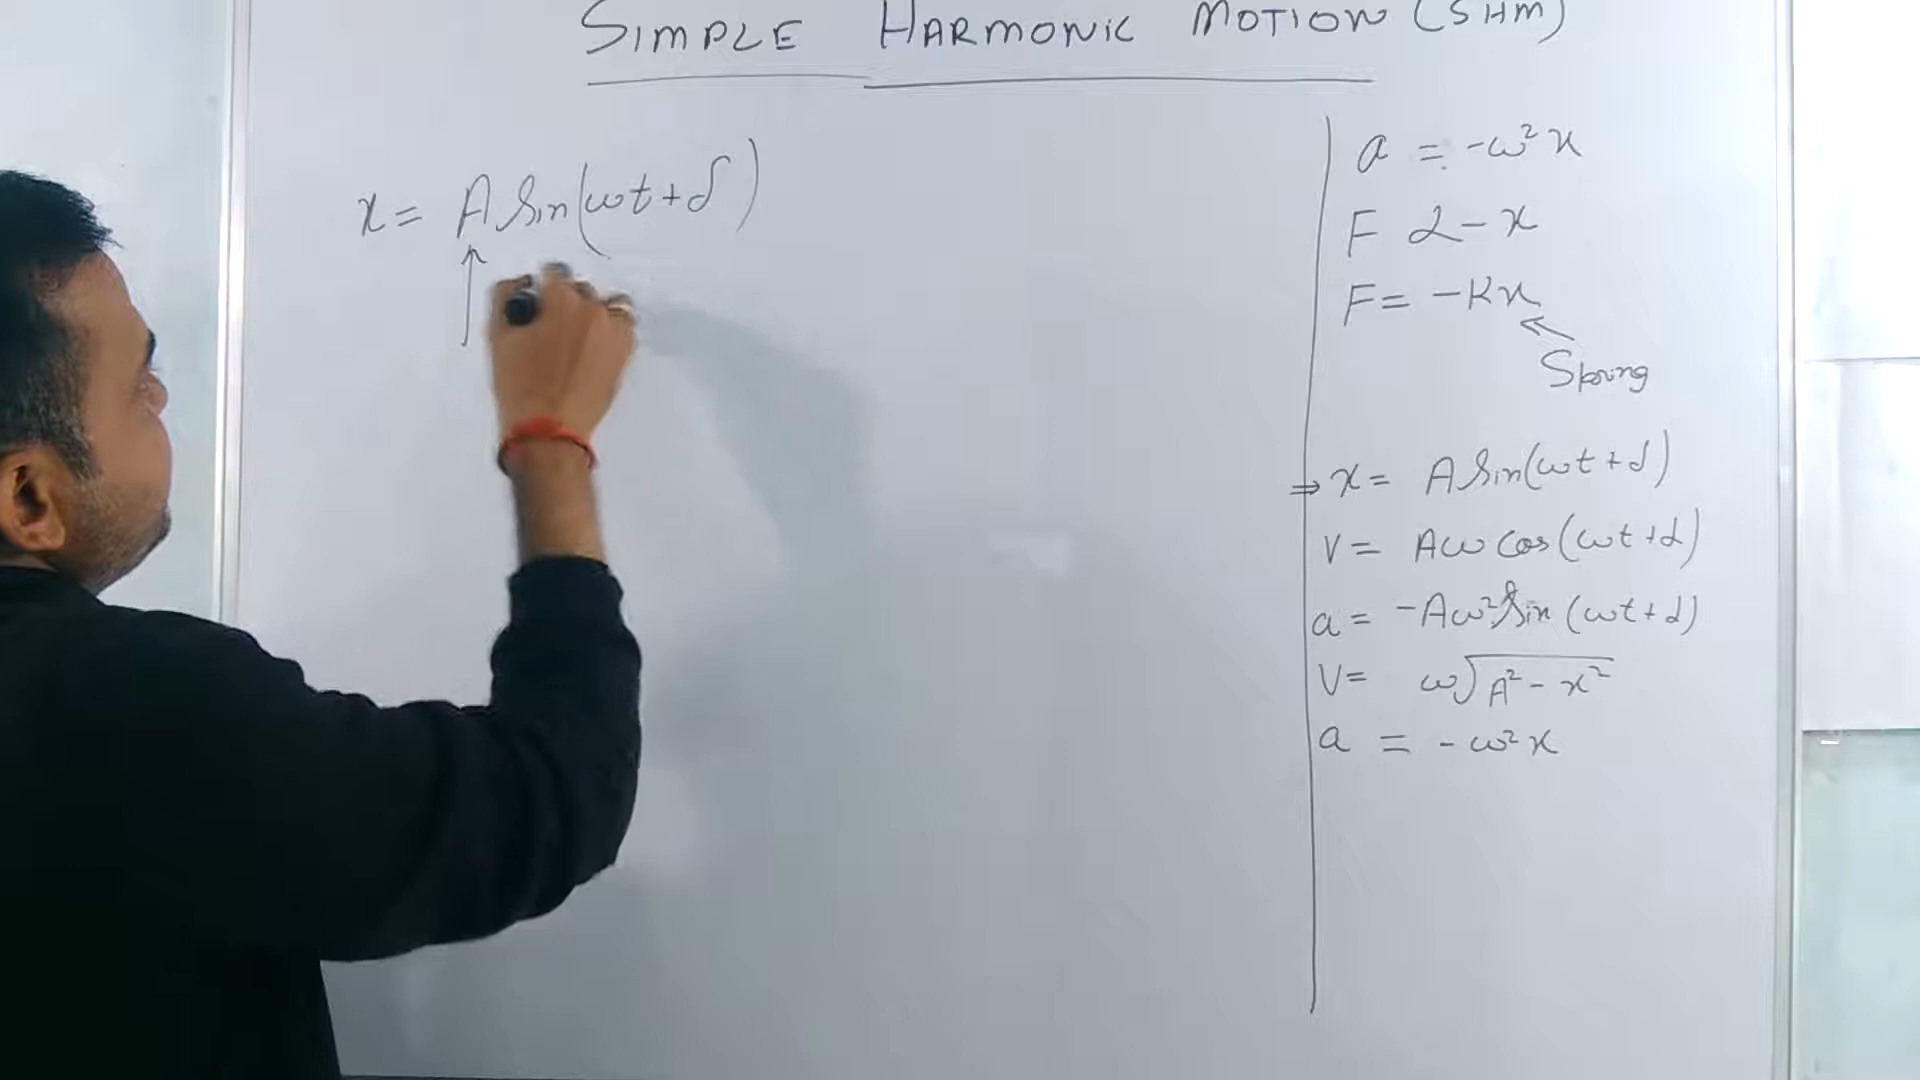 SIMPLE HARMONIC MOTION (SHM)
x = A Sin(ωt+δ)
a = -ω²x
F α - x
F = -Kx
Spring
⇒ x = A Sin(ωt+δ)
V = Aω Cos(ωt+δ)
a = -Aω² Sin(ωt+δ)
V = ω√(A² - x²)
a = -ω²x